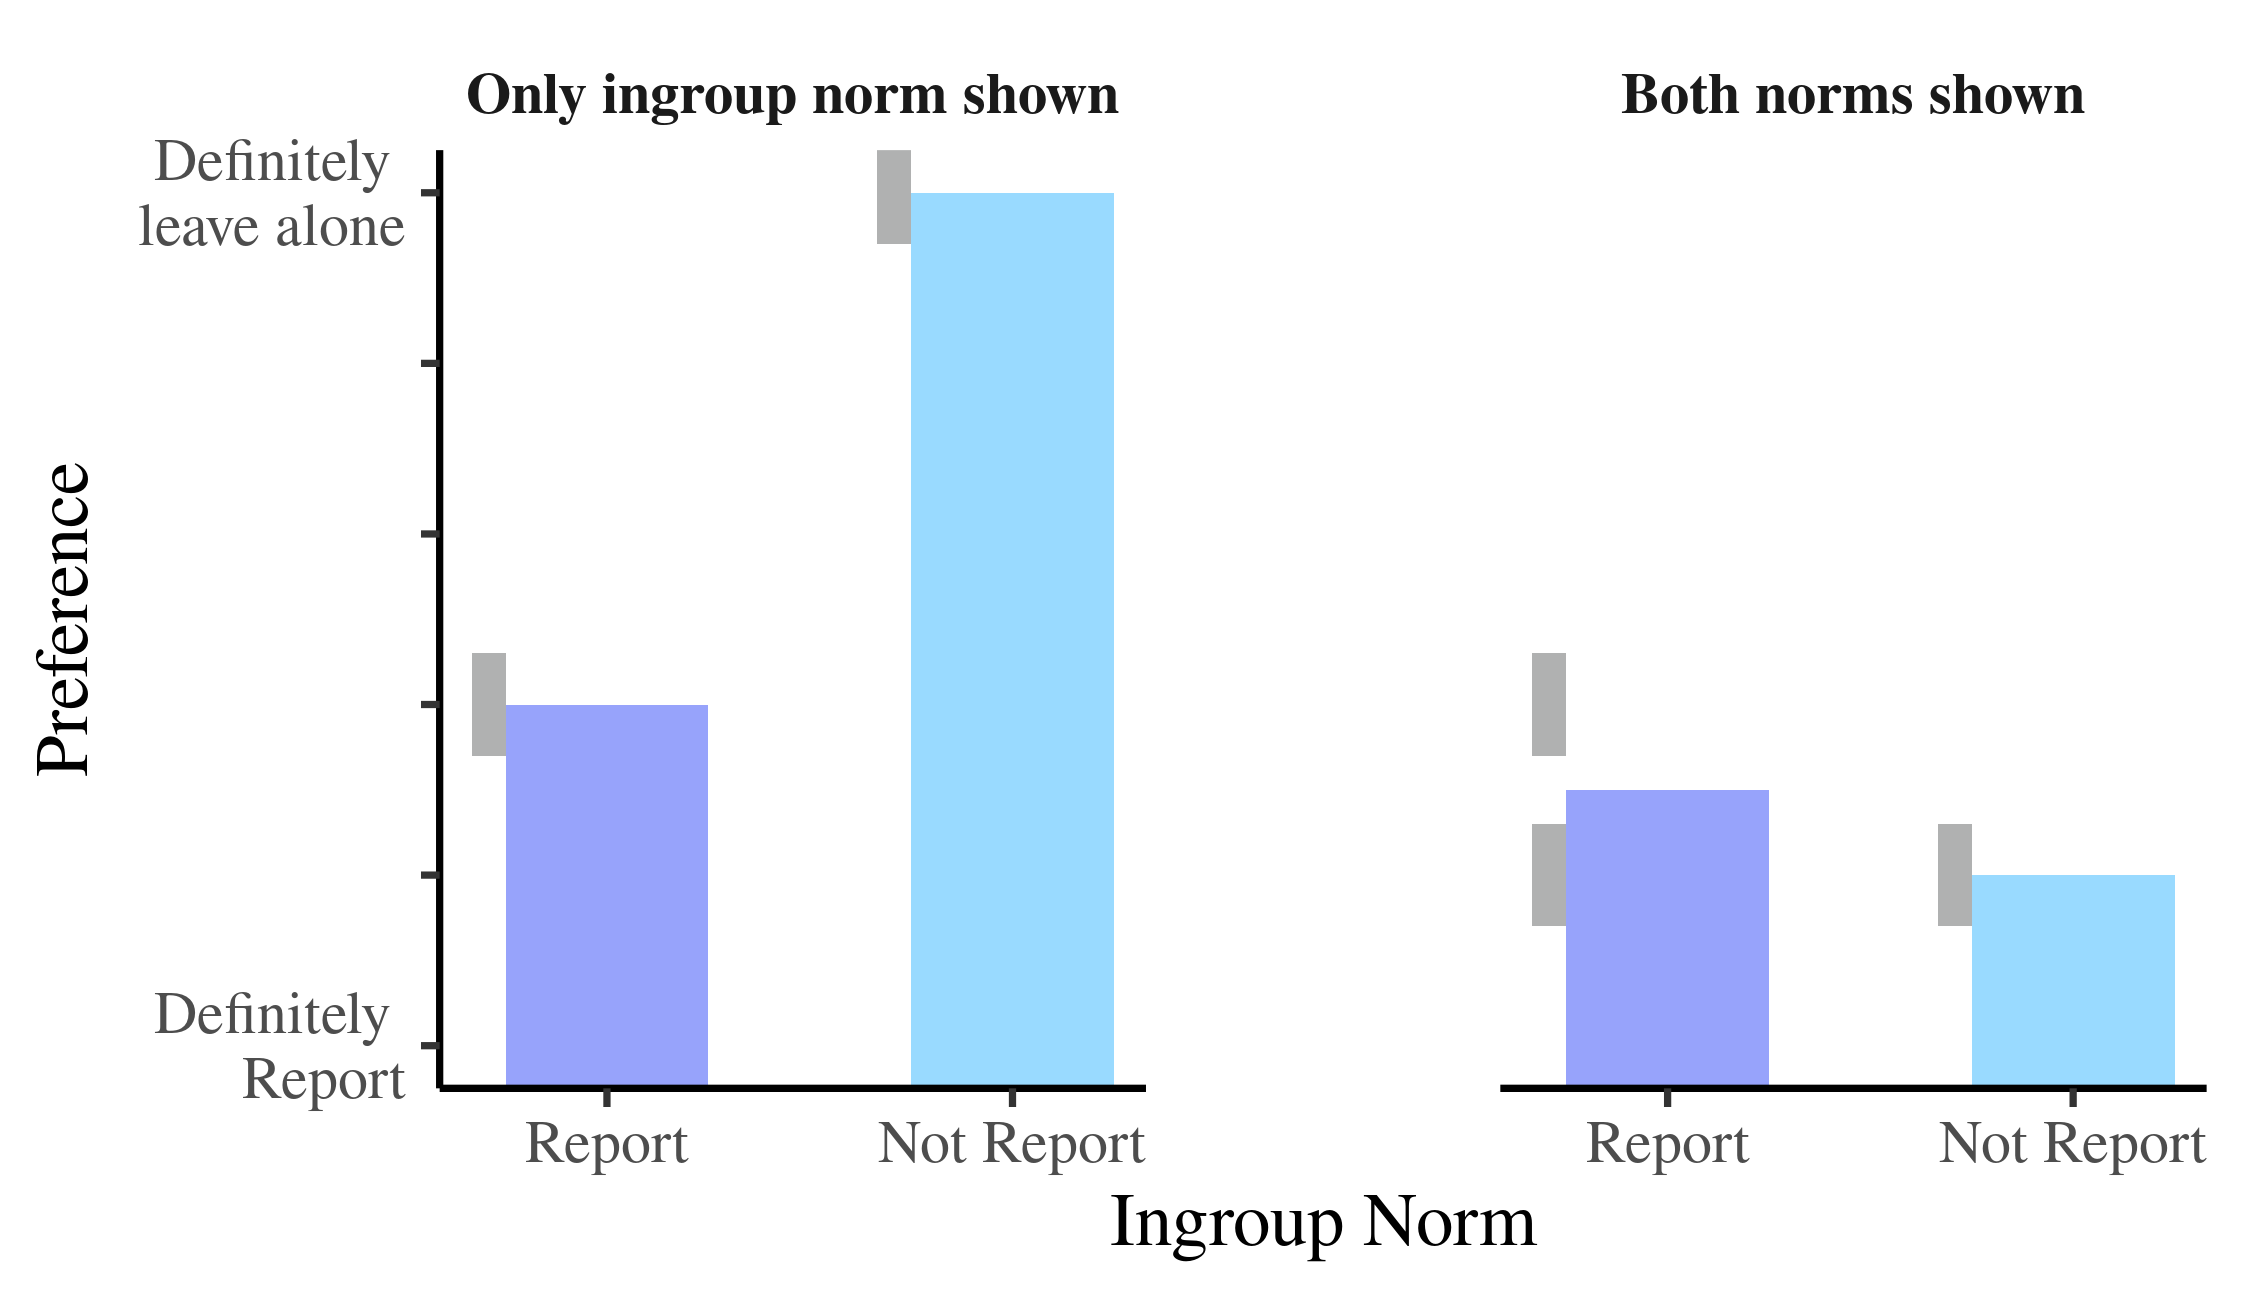 Only ingroup norm shown
Both norms shown
Definitely
leave alone
Preference
Definitely
Report
Report
Not Report
Report
Not Report
Ingroup Norm